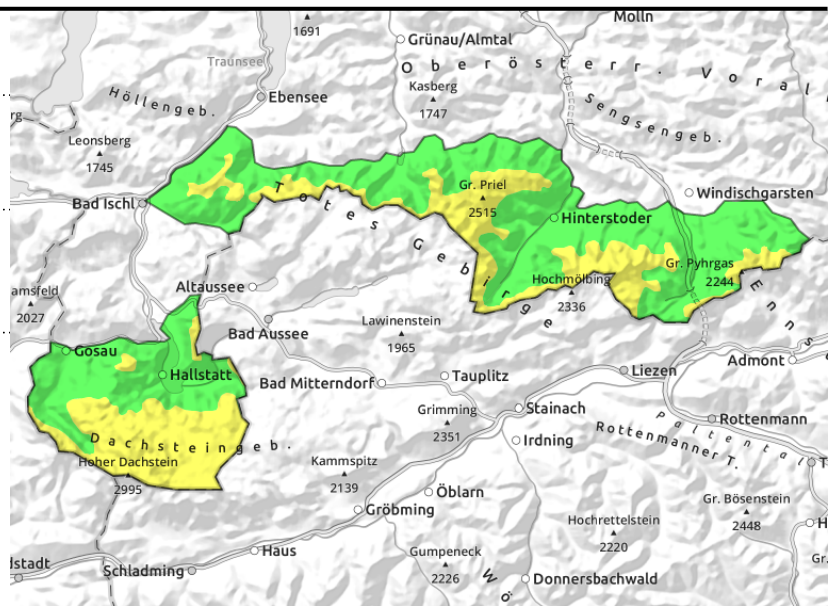 1691
Molln
Grünau/Almtal
Traunsee
Oberösterr. Voral
Kasberg
1747
Ebensee
Höllengeb.
Sengsengeb.
rg
Leonsberg
1745
Bad Ischl
Totes Gebirge
Gr. Priel
2515
Windischgarsten
Hinterstoder
Gr. Pyhrgas
2244
Hochmölbing
2336
Altaussee
amsfeld
2027
Bad Aussee
Lawinenstein
1965
Enns
Gosau
Hallstatt
Bad Mitterndorf
Tauplitz
Liezen
Admont
Grimming
2351
Stainach
Rottenmann
Paltental
Rottenmanner T.
Irdning
Dachsteingeb.
Hoher Dachstein
2995
Kammspitz
2139
T
Öblarn
Gröbming
Gr. Bösenstein
2448
Hochrettelstein
2220
H
Haus
Gumpeneck
2226
Gr.
dstadt
Schladming
Wö
Donnersbachwald